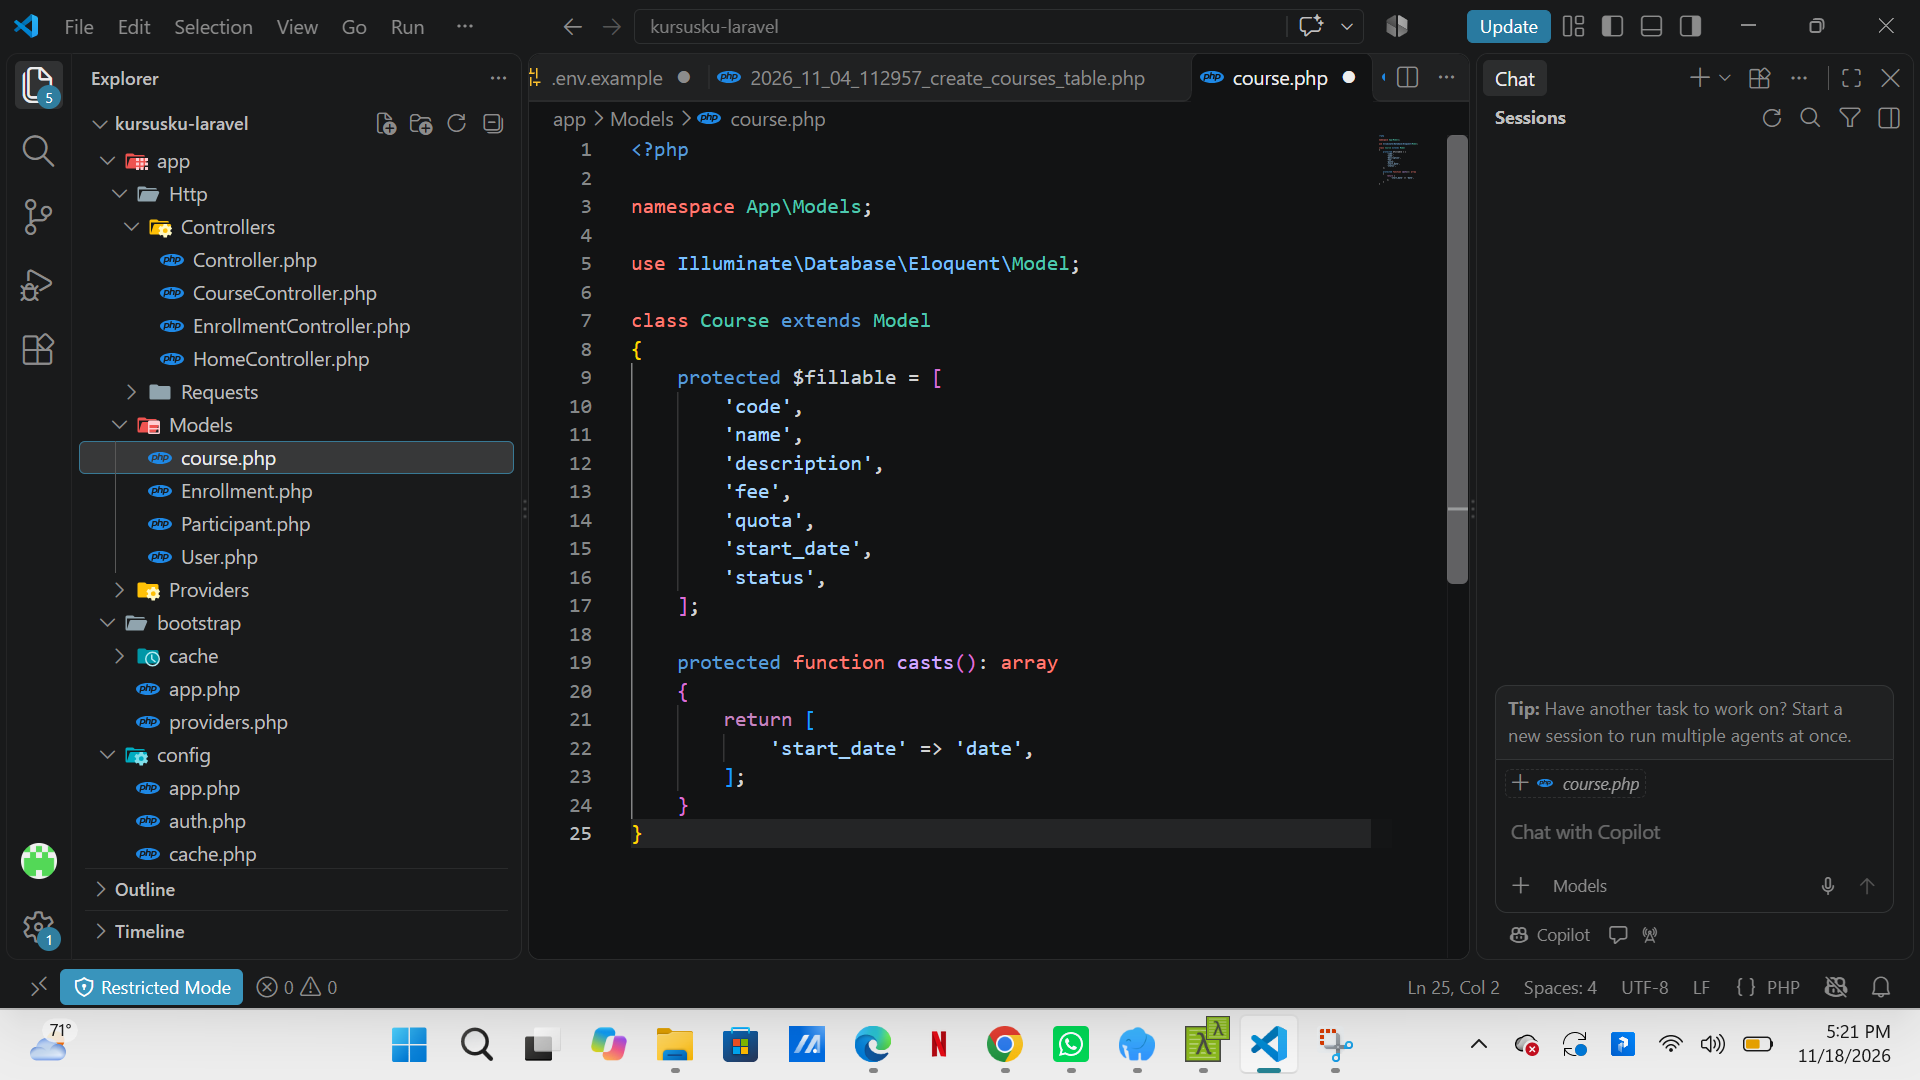 File Edit Selection View Go Run ···
kursusku-laravel
Update
Explorer
5
kursusku-laravel
app
Http
Controllers
Controller.php
CourseController.php
EnrollmentController.php
HomeController.php
Requests
Models
course.php
Enrollment.php
Participant.php
User.php
Providers
bootstrap
cache
app.php
providers.php
config
app.php
auth.php
cache.php
Outline
Timeline
1
.env.example
2026_11_04_112957_create_courses_table.php
course.php
app > Models > course.php
1 <?php
2
3 namespace App\Models;
4
5 use Illuminate\Database\Eloquent\Model;
6
7 class Course extends Model
8 {
9 protected $fillable = [
10 'code',
11 'name',
12 'description',
13 'fee',
14 'quota',
15 'start_date',
16 'status',
17 ];
18
19 protected function casts(): array
20 {
21 return [
22 'start_date' => 'date',
23 ];
24 }
25 }
Chat
Sessions
Tip: Have another task to work on? Start a
new session to run multiple agents at once.
course.php
Chat with Copilot
Models
Copilot
Restricted Mode
0 0
Ln 25, Col 2 Spaces: 4 UTF-8 LF { } PHP
71°
5:21 PM
11/18/2026